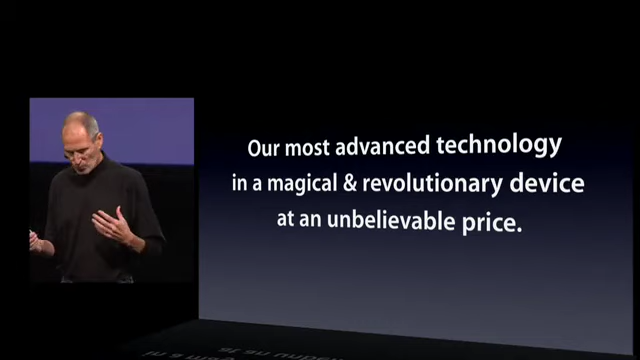 Our most advanced technology
in a magical & revolutionary device
at an unbelievable price.